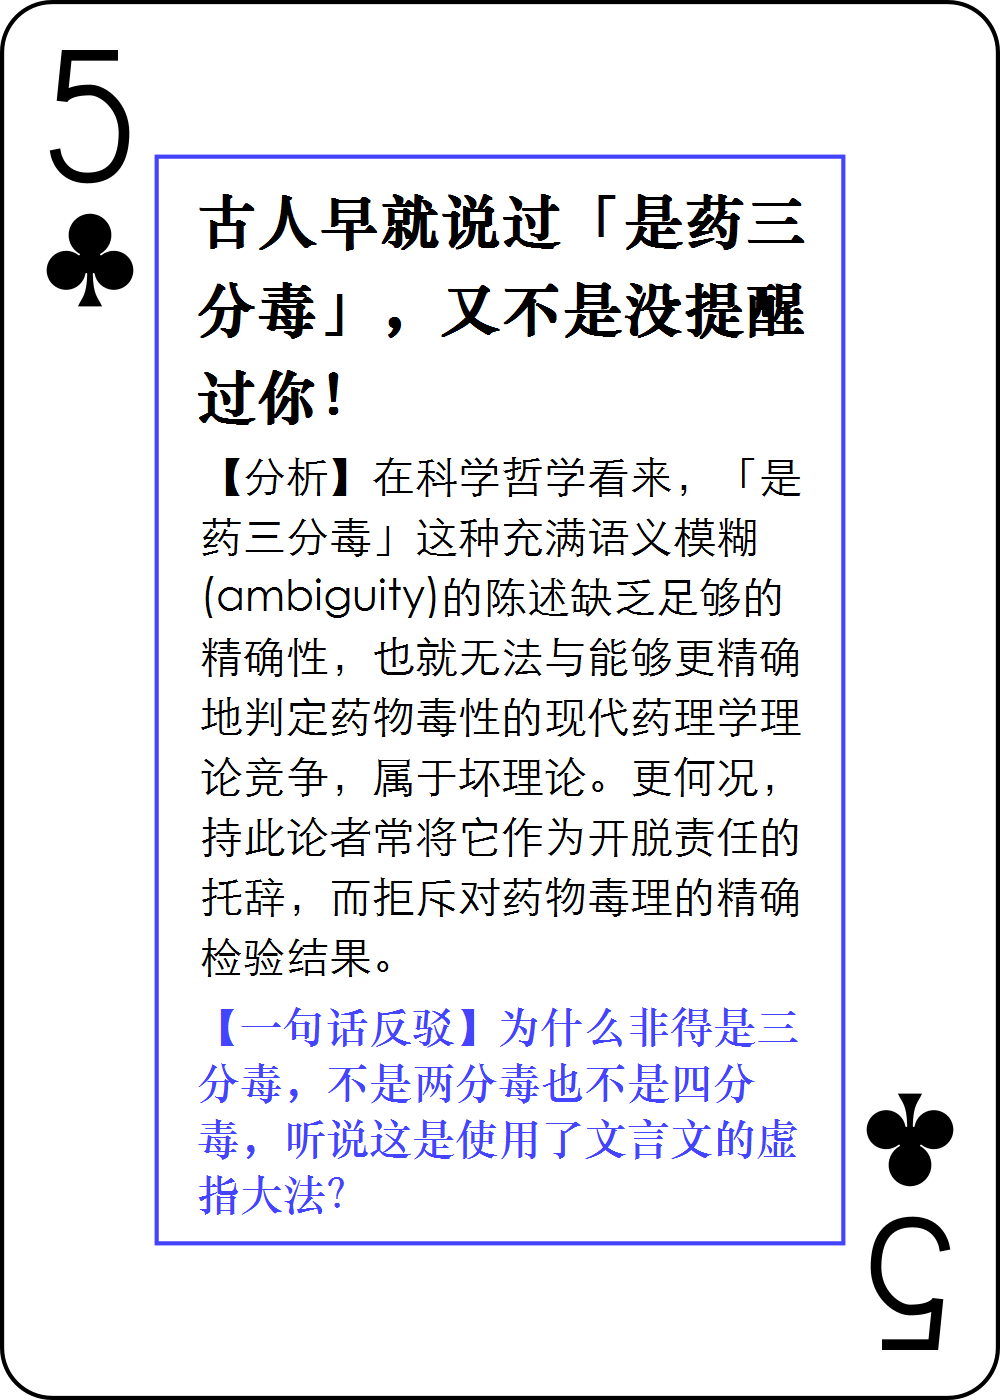 5
古人早就说过「是药三
分毒」，又不是没提醒
过你！
【分析】在科学哲学看来，「是
药三分毒」这种充满语义模糊
(ambiguity)的陈述缺乏足够的
精确性，也就无法与能够更精确
地判定药物毒性的现代药理学理
论竞争，属于坏理论。更何况，
持此论者常将它作为开脱责任的
托辞，而拒斥对药物毒理的精确
检验结果。
【一句话反驳】为什么非得是三
分毒，不是两分毒也不是四分
毒，听说这是使用了文言文的虚
指大法？
5